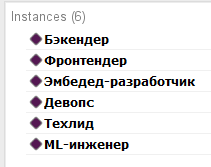 Instances (6)
Бэкендер
Фронтендер
Эмбедед-разработчик
Девопс
Техлид
ML-инженер